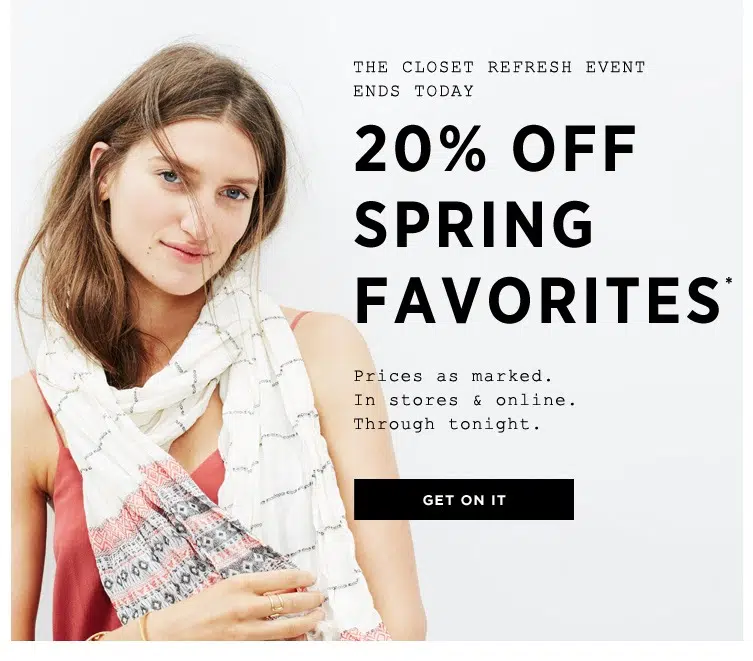 THE CLOSET REFRESH EVENT
ENDS TODAY
20% OFF
SPRING
FAVORITES*
Prices as marked.
In stores & online.
Through tonight.
GET ON IT